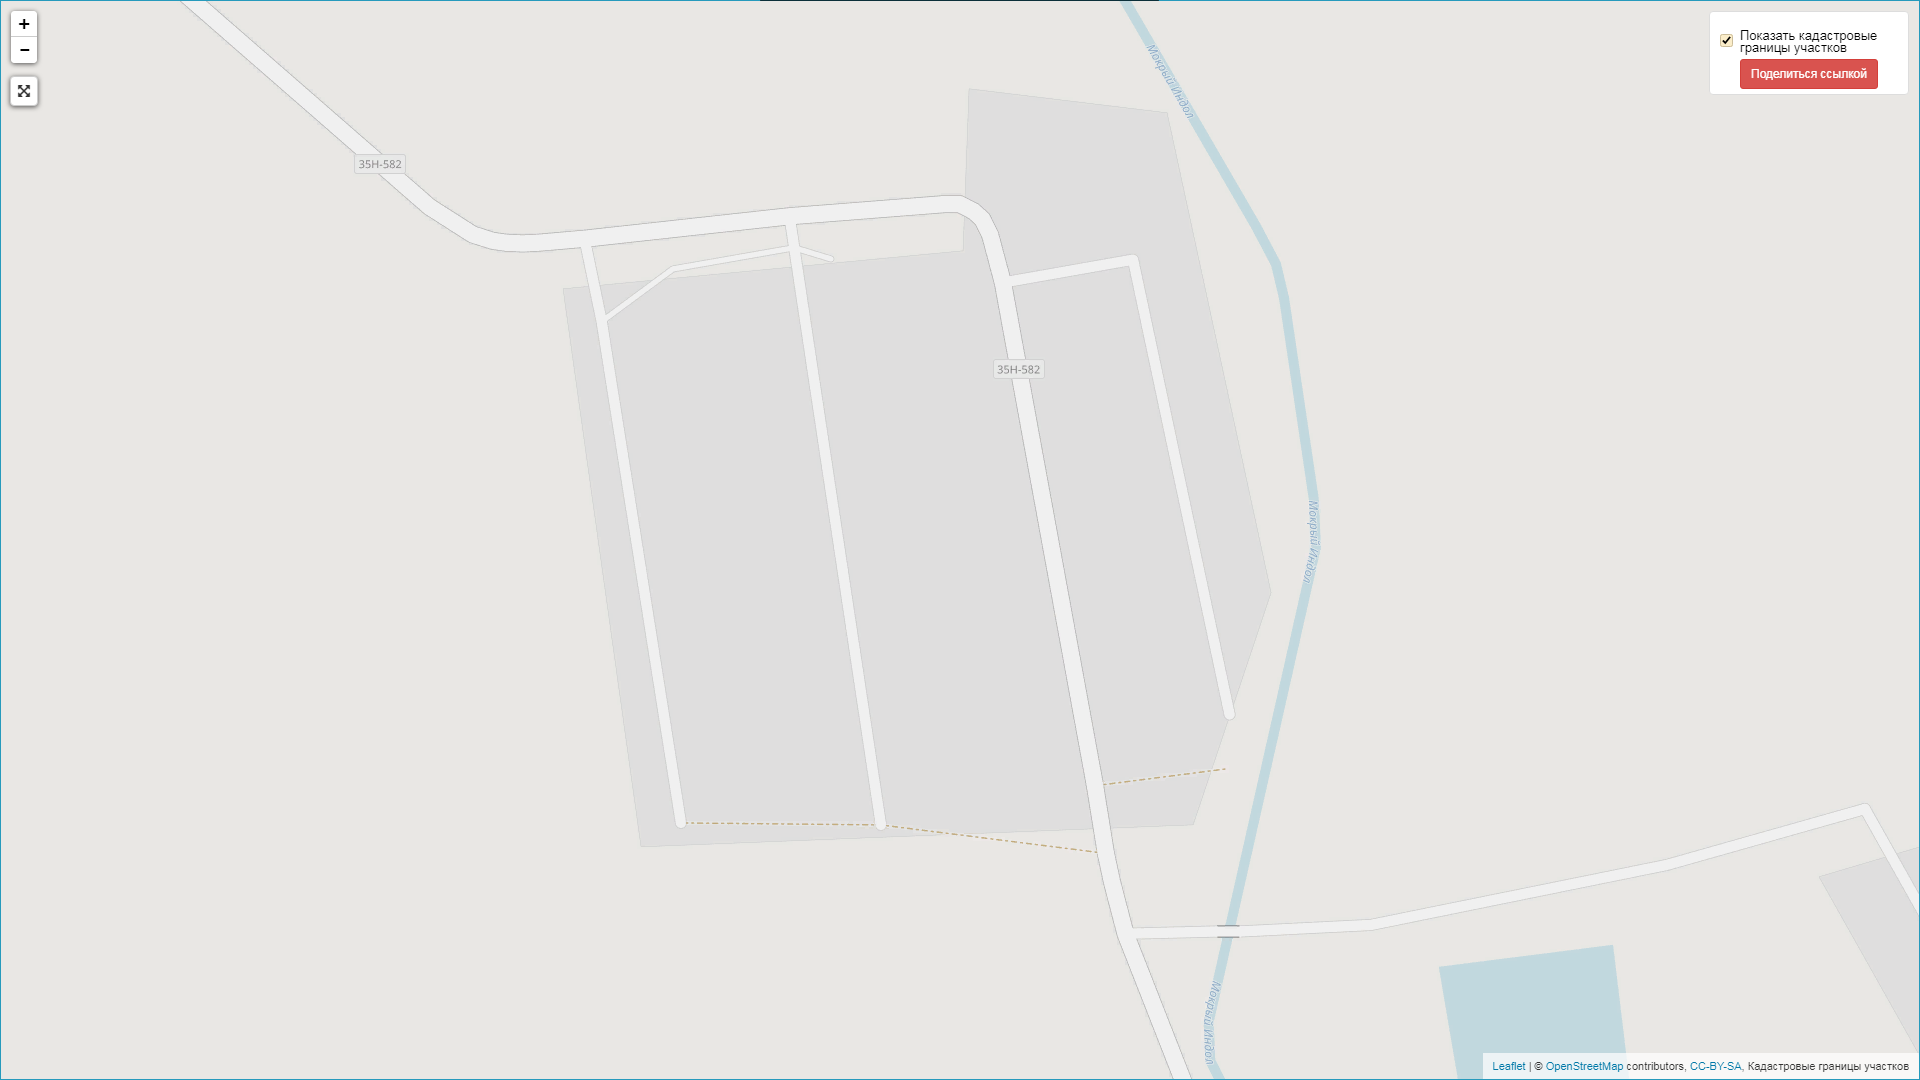 +
−
Показать кадастровые
границы участков
Поделиться ссылкой
Мокрый Индол
35Н-582
35Н-582
Мокрый Индол
Мокрый Индол
Leaflet | © OpenStreetMap contributors, CC-BY-SA, Кадастровые границы участков